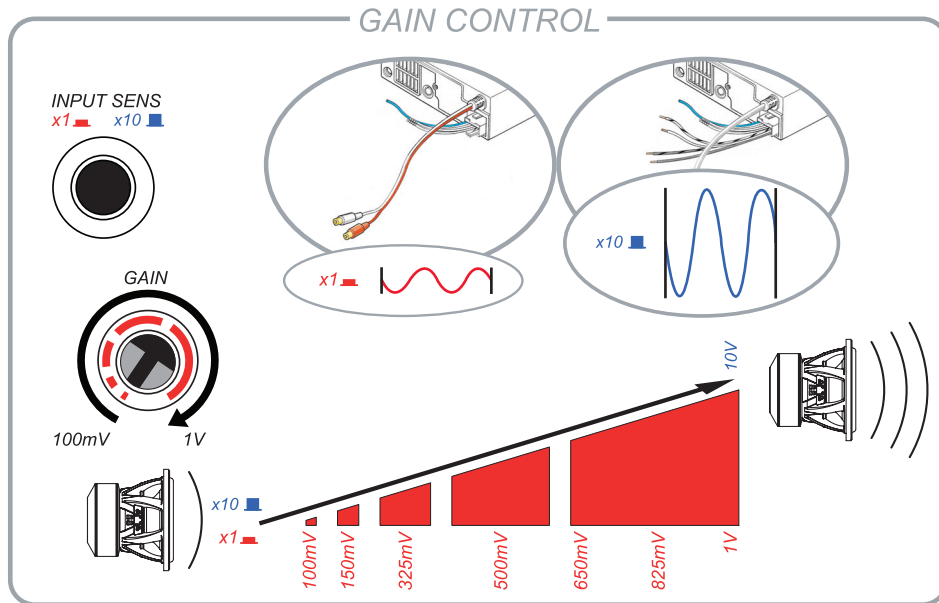 GAIN CONTROL
INPUT SENS
x1 x10
x1
x10
GAIN
100mV 1V
10V
x10
x1
100mV 150mV 325mV 500mV 650mV 825mV 1V